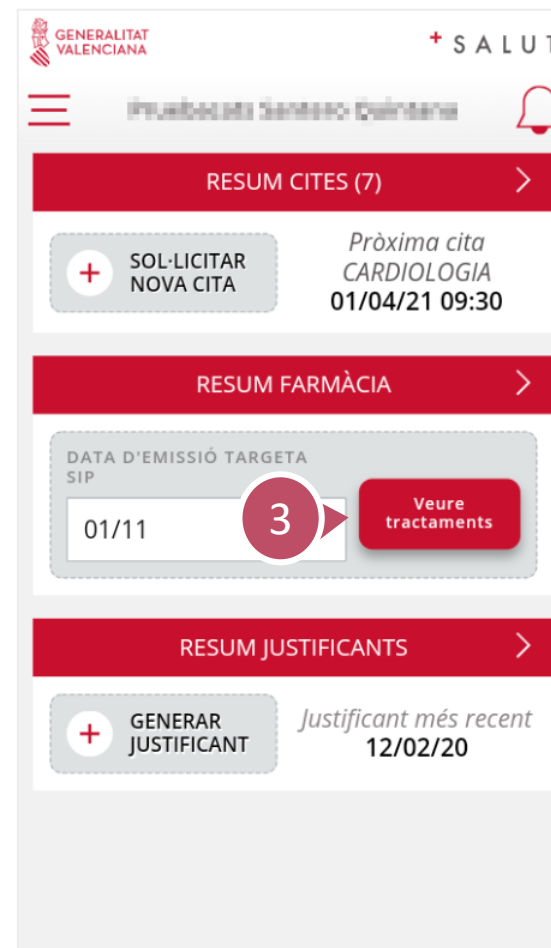 GENERALITAT
VALENCIANA
+ SALUT
RESUM CITES (7)
SOL·LICITAR
NOVA CITA
Pròxima cita
CARDIOLOGIA
01/04/21 09:30
RESUM FARMÀCIA
DATA D'EMISSIÓ TARGETA
SIP
01/11
3
Veure
tractaments
RESUM JUSTIFICANTS
GENERAR
JUSTIFICANT
Justificant més recent
12/02/20